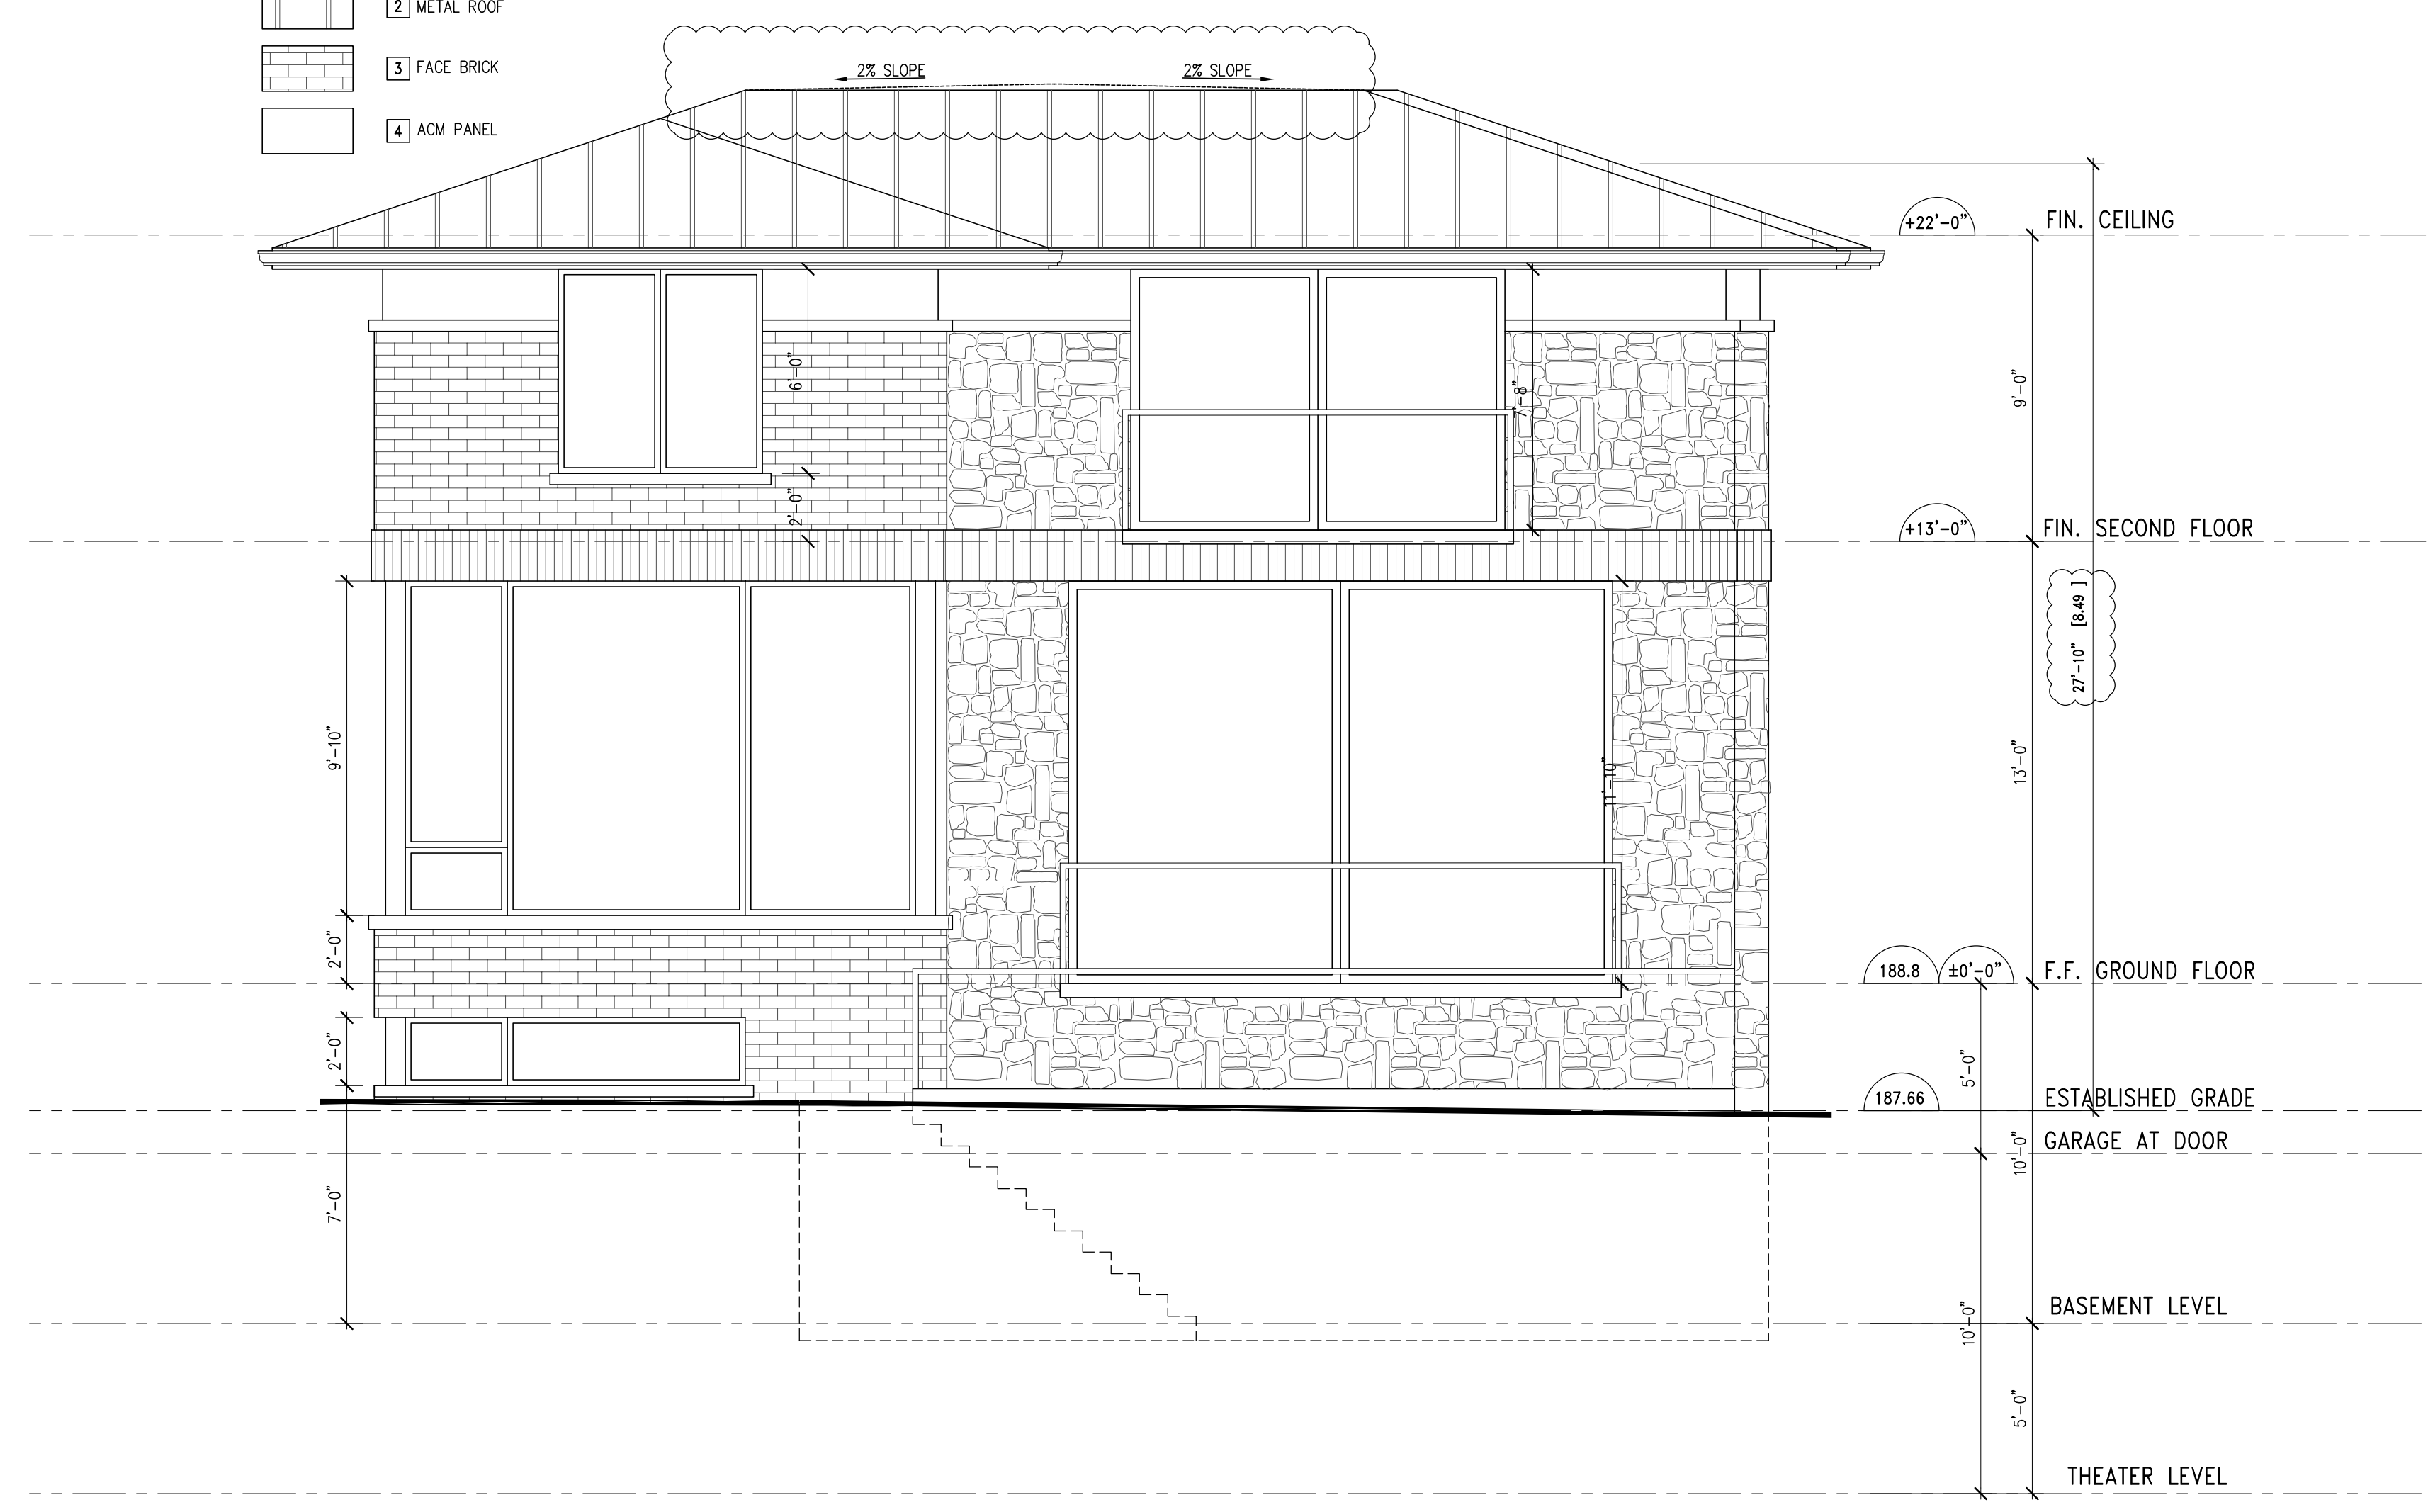 2 METAL ROOF
3 FACE BRICK
4 ACM PANEL
2% SLOPE
2% SLOPE
+22'-0" FIN. CEILING
6'-0"
7'-8"
9'-0"
2'-0"
+13'-0" FIN. SECOND FLOOR
27'-10" [8.49 ]
9'-10"
11'-10"
13'-0"
2'-0"
188.8 ±0'-0" F.F. GROUND FLOOR
2'-0"
5'-0"
187.66 ESTABLISHED GRADE
GARAGE AT DOOR
10'-0"
7'-0"
BASEMENT LEVEL
10'-0"
5'-0"
THEATER LEVEL